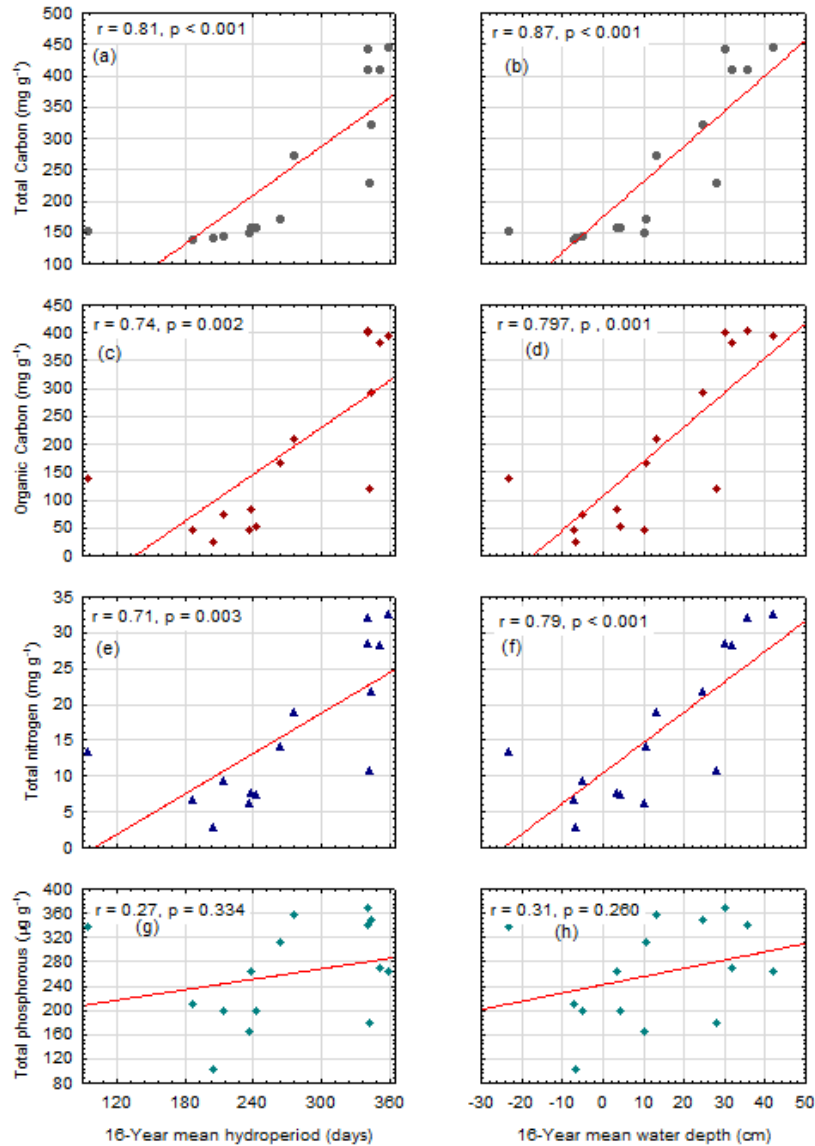 500
450
400
350
300
250
200
150
100
Total Carbon (mg g⁻¹)
r = 0.81, p < 0.001
(a)
r = 0.87, p < 0.001
(b)
450
400
350
300
250
200
150
100
50
0
Organic Carbon (mg g⁻¹)
r = 0.74, p = 0.002
(c)
r = 0.797, p , 0.001
(d)
35
30
25
20
15
10
5
0
Total nitrogen (mg g⁻¹)
r = 0.71, p = 0.003
(e)
r = 0.79, p < 0.001
(f)
400
360
320
280
240
200
160
120
80
Total phosphorous (µg g⁻¹)
r = 0.27, p = 0.334
(g)
r = 0.31, p = 0.260
(h)
120 180 240 300 360
-30 -20 -10 0 10 20 30 40 50
16-Year mean hydroperiod (days)
16-Year mean water depth (cm)